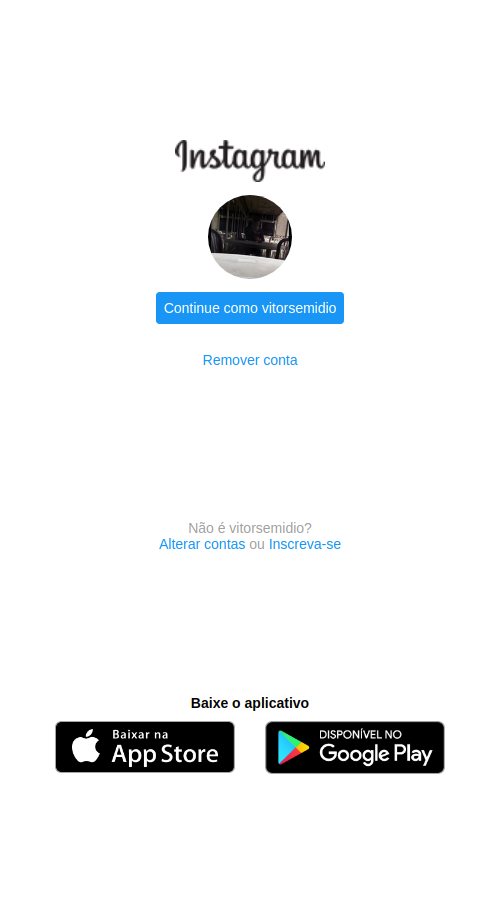 Instagram
Continue como vitorsemidio
Remover conta
Não é vitorsemidio?
Alterar contas ou Inscreva-se
Baixe o aplicativo
Baixar na
App Store
DISPONÍVEL NO
Google Play